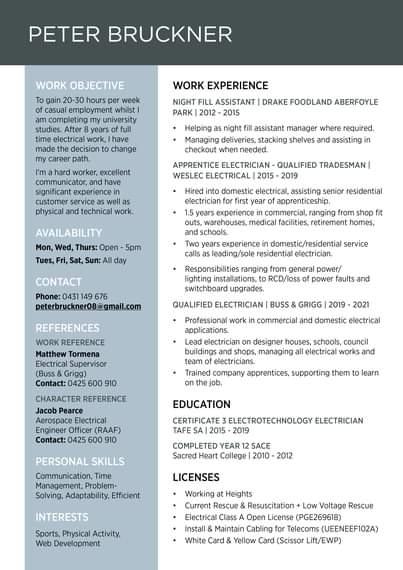 PETER BRUCKNER
WORK OBJECTIVE
To gain 20-30 hours per week
of casual employment whilst I
am completing my university
studies. After 8 years of full
time electrical work, I have
made the decision to change
my career path.
I'm a hard worker, excellent
communicator, and have
significant experience in
customer service as well as
physical and technical work.
AVAILABILITY
Mon, Wed, Thurs: Open - 5pm
Tues, Fri, Sat, Sun: All day
CONTACT
Phone: 0431 149 676
peterbruckner08@gmail.com
REFERENCES
WORK REFERENCE
Matthew Tormena
Electrical Supervisor
(Buss & Grigg)
Contact: 0425 600 910
CHARACTER REFERENCE
Jacob Pearce
Aerospace Electrical
Engineer Officer (RAAF)
Contact: 0425 600 910
PERSONAL SKILLS
Communication, Time
Management, Problem-
Solving, Adaptability, Efficient
INTERESTS
Sports, Physical Activity,
Web Development
WORK EXPERIENCE
NIGHT FILL ASSISTANT | DRAKE FOODLAND ABERFOYLE
PARK | 2012 - 2015
• Helping as night fill assistant manager where required.
• Managing deliveries, stacking shelves and assisting in
checkout when needed.
APPRENTICE ELECTRICIAN - QUALIFIED TRADESMAN |
WESLEC ELECTRICAL | 2015 - 2019
• Hired into domestic electrical, assisting senior residential
electrician for first year of apprenticeship.
• 1.5 years experience in commercial, ranging from shop fit
outs, warehouses, medical facilities, retirement homes,
and schools.
• Two years experience in domestic/residential service
calls as leading/sole residential electrician.
• Responsibilities ranging from general power/
lighting installations, to RCD/loss of power faults and
switchboard upgrades.
QUALIFIED ELECTRICIAN | BUSS & GRIGG | 2019 - 2021
• Professional work in commercial and domestic electrical
applications.
• Lead electrician on designer houses, schools, council
buildings and shops, managing all electrical works and
team of electricians.
• Trained company apprentices, supporting them to learn
on the job.
EDUCATION
CERTIFICATE 3 ELECTROTECHNOLOGY ELECTRICIAN
TAFE SA | 2015 - 2019
COMPLETED YEAR 12 SACE
Sacred Heart College | 2010 - 2012
LICENSES
• Working at Heights
• Current Rescue & Resuscitation + Low Voltage Rescue
• Electrical Class A Open License (PGE269618)
• Install & Maintain Cabling for Telecoms (UEENEEF102A)
• White Card & Yellow Card (Scissor Lift/EWP)